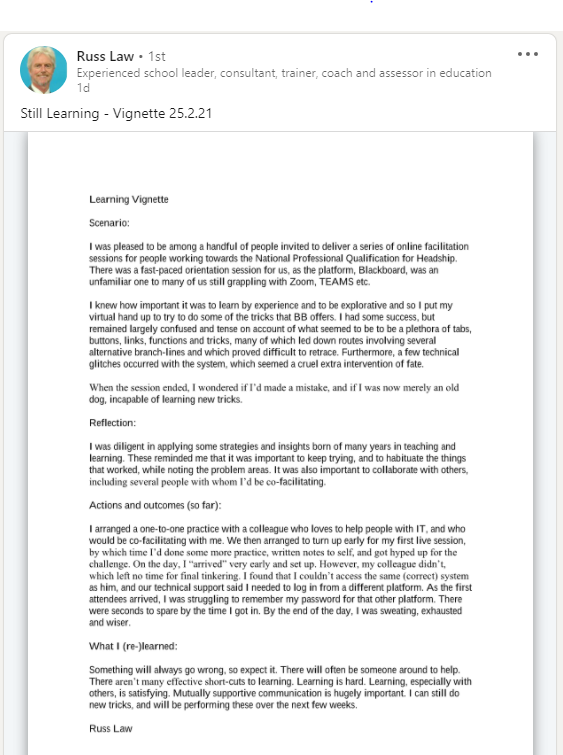 Russ Law • 1st
Experienced school leader, consultant, trainer, coach and assessor in education
1d
Still Learning - Vignette 25.2.21
Learning Vignette
Scenario:
I was pleased to be among a handful of people invited to deliver a series of online facilitation
sessions for people working towards the National Professional Qualification for Headship.
There was a fast-paced orientation session for us, as the platform, Blackboard, was an
unfamiliar one to many of us still grappling with Zoom, TEAMS etc.
I knew how important it was to learn by experience and to be explorative and so I put my
virtual hand up to try to do some of the tricks that BB offers. I had some success, but
remained largely confused and tense on account of what seemed to be to be a plethora of tabs,
buttons, links, functions and tricks, many of which led down routes involving several
alternative branch-lines and which proved difficult to retrace. Furthermore, a few technical
glitches occurred with the system, which seemed a cruel extra intervention of fate.
When the session ended, I wondered if I'd made a mistake, and if I was now merely an old
dog, incapable of learning new tricks.
Reflection:
I was diligent in applying some strategies and insights born of many years in teaching and
learning. These reminded me that it was important to keep trying, and to habituate the things
that worked, while noting the problem areas. It was also important to collaborate with others,
including several people with whom I'd be co-facilitating.
Actions and outcomes (so far):
I arranged a one-to-one practice with a colleague who loves to help people with IT, and who
would be co-facilitating with me. We then arranged to turn up early for my first live session,
by which time I'd done some more practice, written notes to self, and got hyped up for the
challenge. On the day, I “arrived” very early and set up. However, my colleague didn't,
which left no time for final tinkering. I found that I couldn't access the same (correct) system
as him, and our technical support said I needed to log in from a different platform. As the first
attendees arrived, I was struggling to remember my password for that other platform. There
were seconds to spare by the time I got in. By the end of the day, I was sweating, exhausted
and wiser.
What I (re-)learned:
Something will always go wrong, so expect it. There will often be someone around to help.
There aren't many effective short-cuts to learning. Learning is hard. Learning, especially with
others, is satisfying. Mutually supportive communication is hugely important. I can still do
new tricks, and will be performing these over the next few weeks.
Russ Law